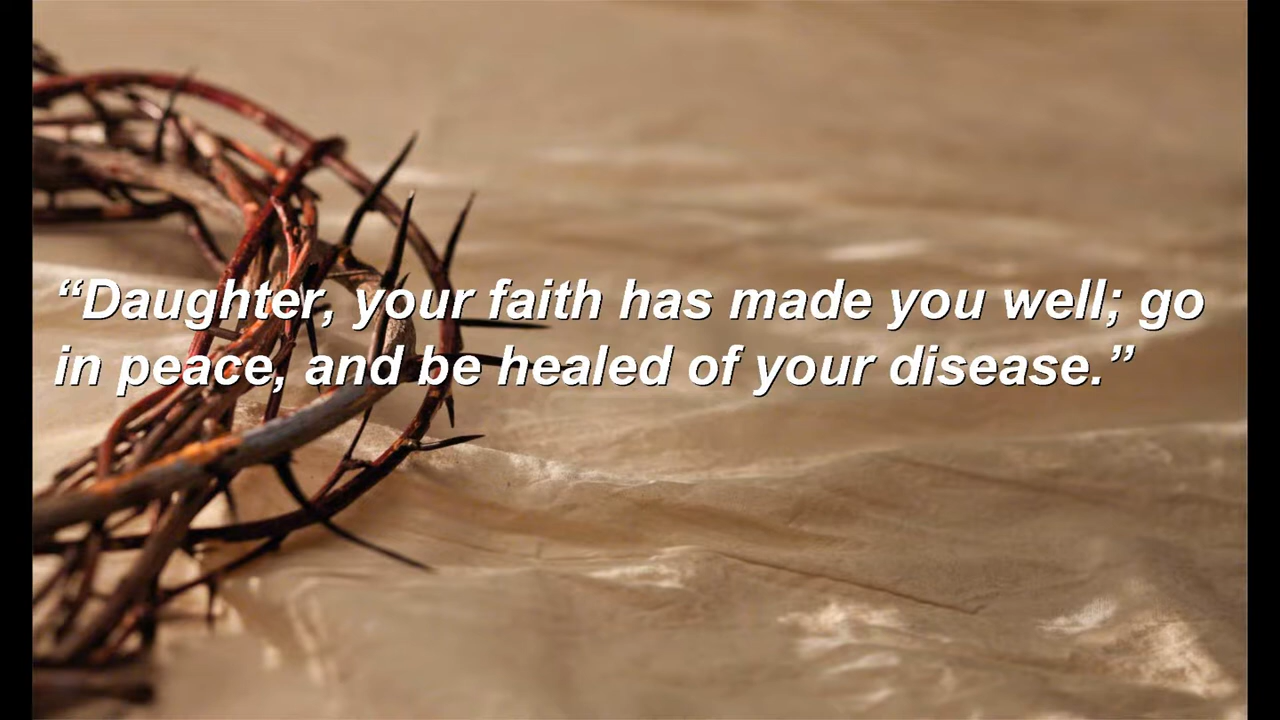 “Daughter, your faith has made you well; go
in peace, and be healed of your disease.”